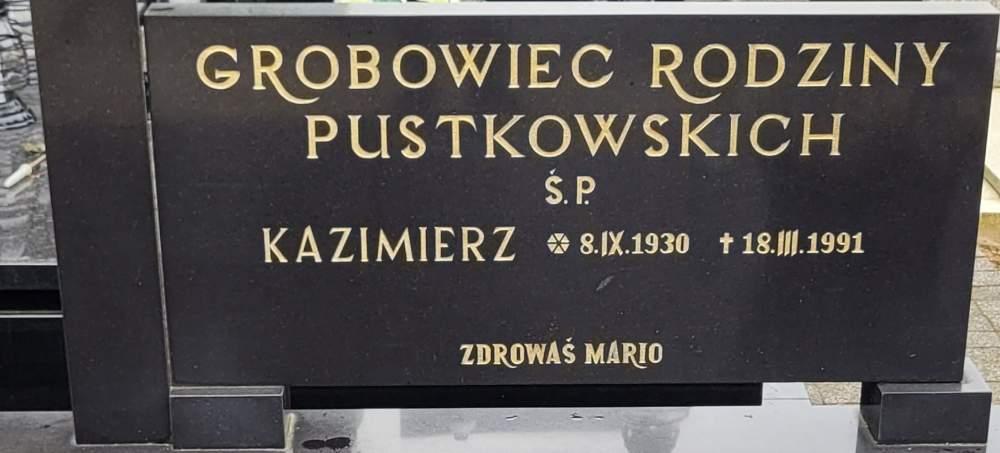 GROBOWIEC RODZINY
PUSTKOWSKICH
Ś.P.
KAZIMIERZ * 8.IX.1930 † 18.III.1991
ZDROWAŚ MARIO